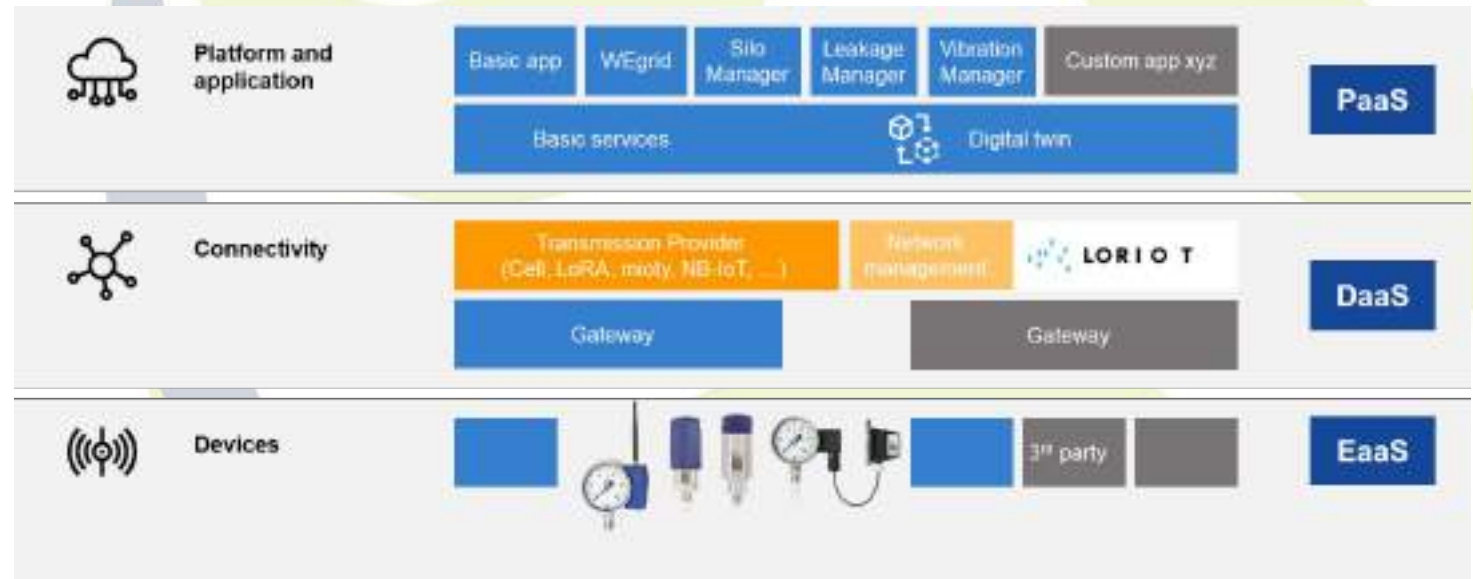 Platform and
application
Basic app
WEgrid
Silo
Manager
Leakage
Manager
Vibration
Manager
Custom app xyz
PaaS
Basic services
Digital twin
Connectivity
Transmission Provider
(Cell, LoRA, mioty, NB-IoT, ...)
Network
management
LORIOT
DaaS
Gateway
Gateway
Devices
3rd party
EaaS